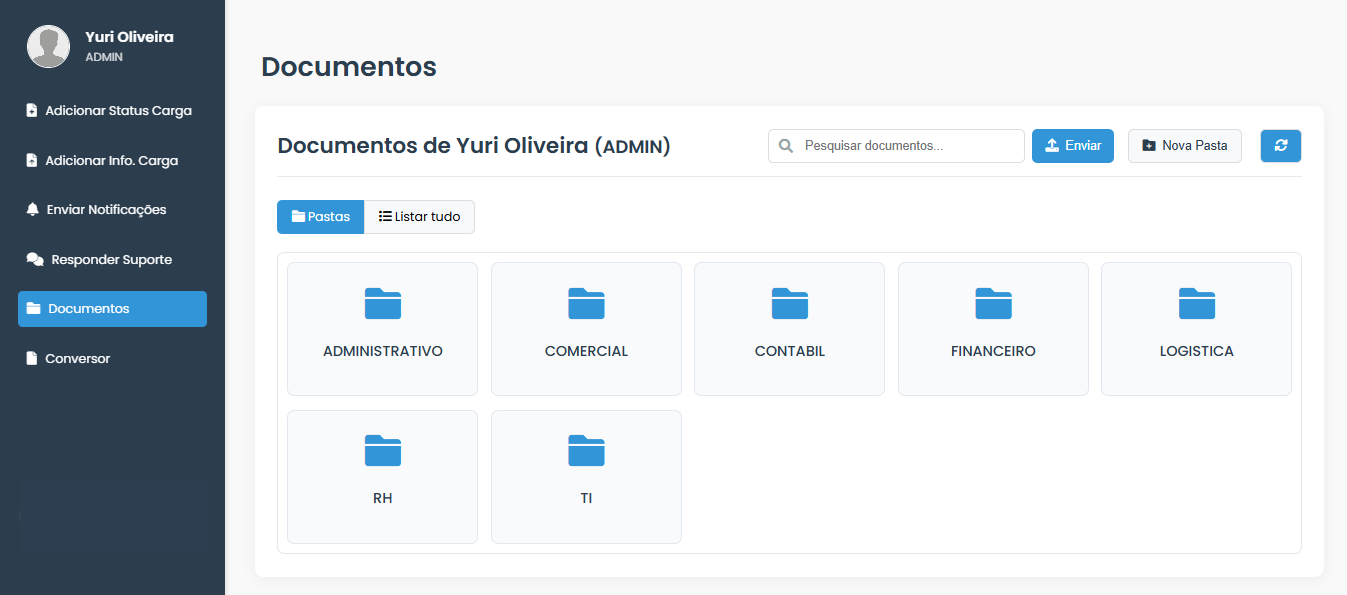 Yuri Oliveira
ADMIN
Adicionar Status Carga
Adicionar Info. Carga
Enviar Notificações
Responder Suporte
Documentos
Conversor
Documentos
Documentos de Yuri Oliveira (ADMIN)
Pesquisar documentos...
Enviar
Nova Pasta
Pastas
Listar tudo
ADMINISTRATIVO
COMERCIAL
CONTABIL
FINANCEIRO
LOGISTICA
RH
TI